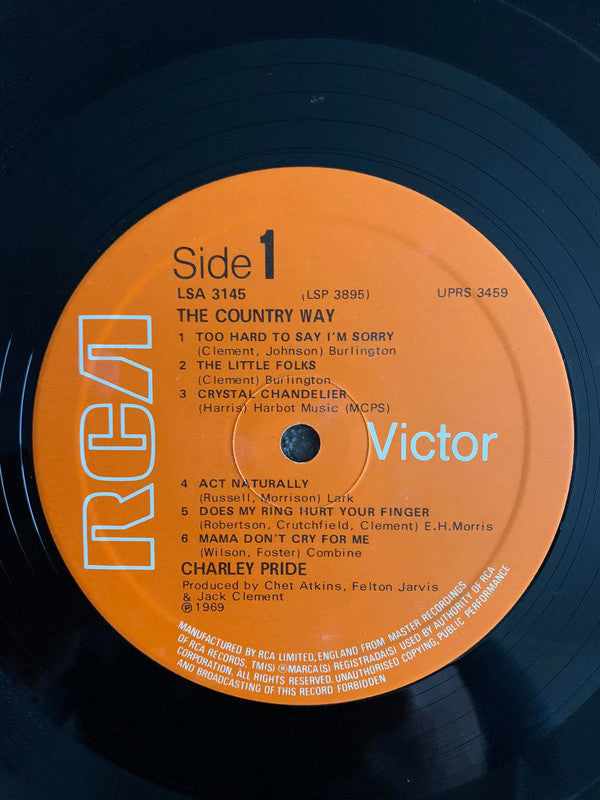 Side 1
LSA 3145 (LSP 3895) UPRS 3459
THE COUNTRY WAY
1 TOO HARD TO SAY I'M SORRY
(Clement, Johnson) Burlington
2 THE LITTLE FOLKS
(Clement) Burlington
3 CRYSTAL CHANDELIER
(Harris) Harbot Music (MCPS)
RCA Victor
4 ACT NATURALLY
(Russell, Morrison) Lark
5 DOES MY RING HURT YOUR FINGER
(Robertson, Crutchfield, Clement) E.H.Morris
6 MAMA DON'T CRY FOR ME
(Wilson, Foster) Combine
CHARLEY PRIDE
Produced by Chet Atkins, Felton Jarvis
& Jack Clement
℗ 1969
MANUFACTURED BY RCA LIMITED, ENGLAND FROM MASTER RECORDINGS
OF RCA RECORDS. TM(S) ® MARCA(S) REGISTRADA(S) USED BY AUTHORITY OF RCA
CORPORATION. ALL RIGHTS RESERVED. UNAUTHORISED COPYING, PUBLIC PERFORMANCE
AND BROADCASTING OF THIS RECORD FORBIDDEN